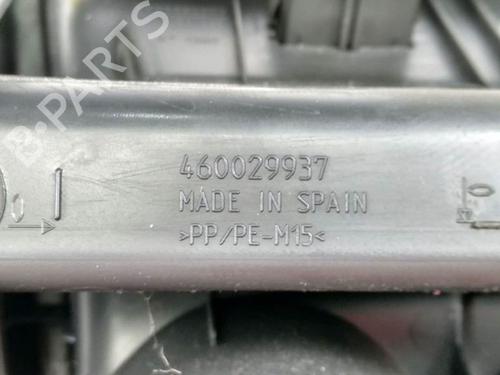 B-PARTS
460029937
MADE IN SPAIN
>PP/PE-M15<